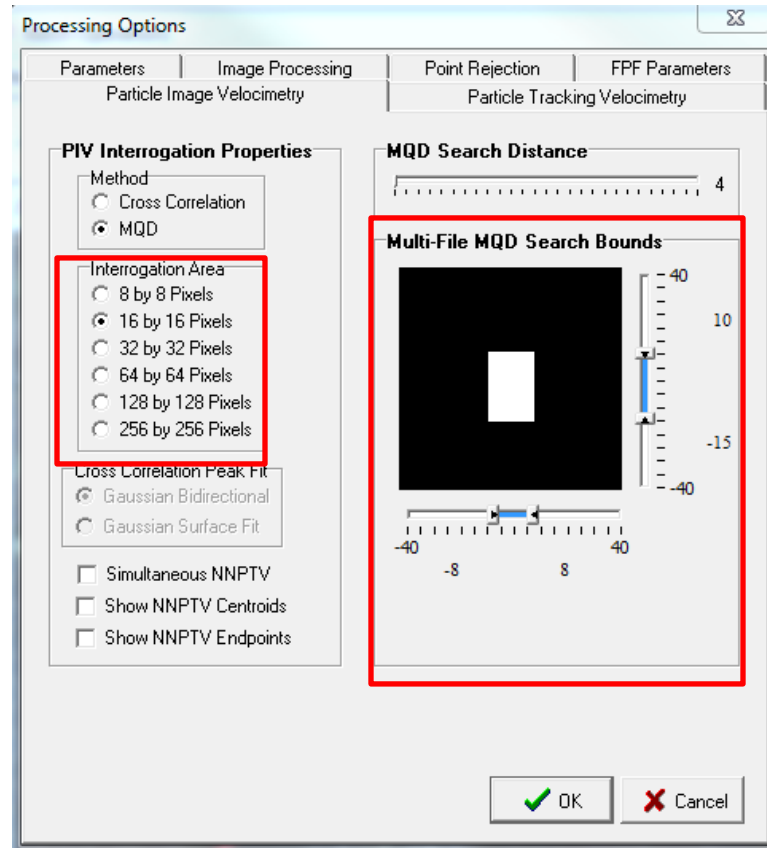 Processing Options
Parameters
Image Processing
Point Rejection
FPF Parameters
Particle Image Velocimetry
Particle Tracking Velocimetry
PIV Interrogation Properties
Method
Cross Correlation
MQD
Interrogation Area
8 by 8 Pixels
16 by 16 Pixels
32 by 32 Pixels
64 by 64 Pixels
128 by 128 Pixels
256 by 256 Pixels
Cross Correlation Peak Fit
Gaussian Bidirectional
Gaussian Surface Fit
Simultaneous NNPTV
Show NNPTV Centroids
Show NNPTV Endpoints
MQD Search Distance
4
Multi-File MQD Search Bounds
40
10
-15
-40
-40 40
-8 8
OK
Cancel